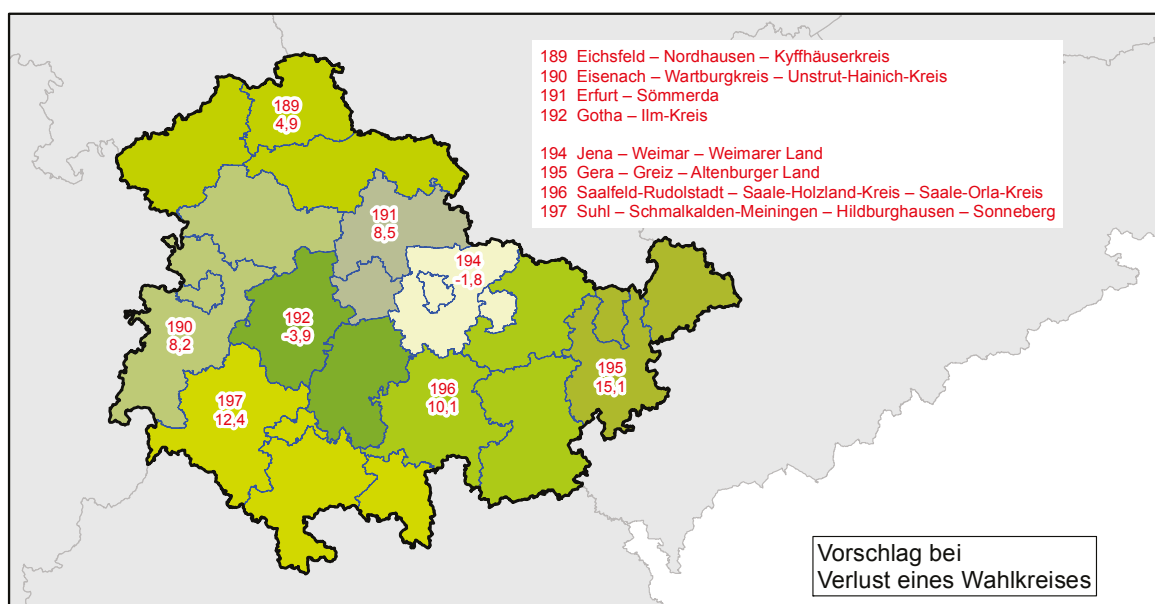 189 Eichsfeld – Nordhausen – Kyffhäuserkreis
190 Eisenach – Wartburgkreis – Unstrut-Hainich-Kreis
191 Erfurt – Sömmerda
192 Gotha – Ilm-Kreis
194 Jena – Weimar – Weimarer Land
195 Gera – Greiz – Altenburger Land
196 Saalfeld-Rudolstadt – Saale-Holzland-Kreis – Saale-Orla-Kreis
197 Suhl – Schmalkalden-Meiningen – Hildburghausen – Sonneberg
189
4,9
191
8,5
194
-1,8
192
-3,9
190
8,2
195
15,1
196
10,1
197
12,4
Vorschlag bei
Verlust eines Wahlkreises